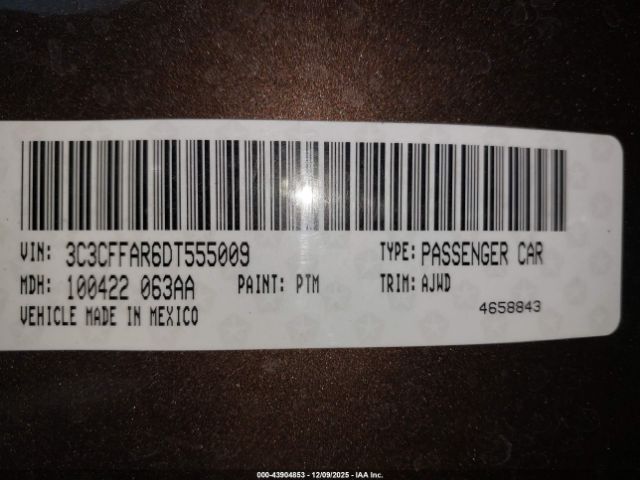 VIN: 3C3CFFAR6DT555009 TYPE: PASSENGER CAR
MDH: 100422 063AA PAINT: PTM TRIM: AJWD
VEHICLE MADE IN MEXICO 4658843
000-43904853 - 12/09/2025 - IAA Inc.